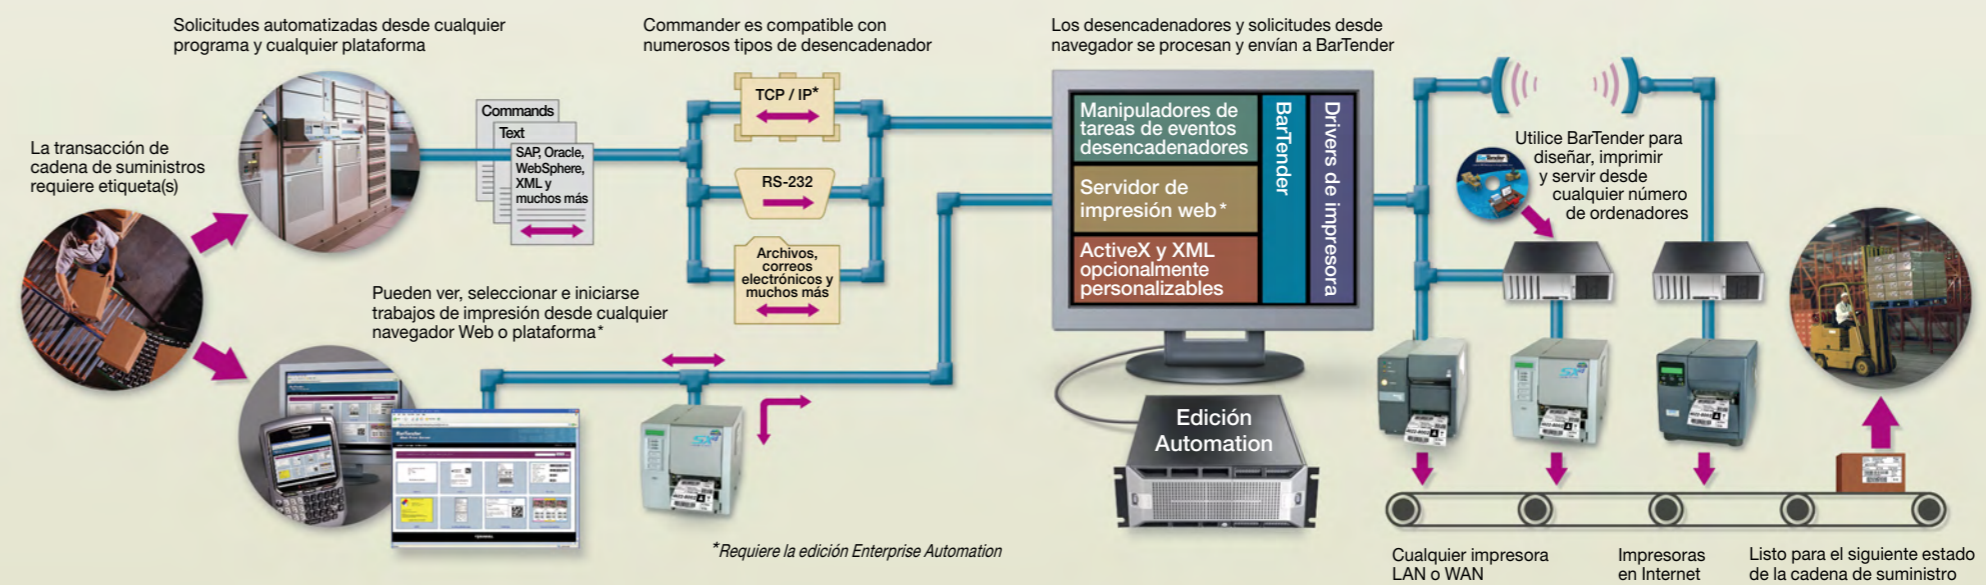 Solicitudes automatizadas desde cualquier
programa y cualquier plataforma
Commander es compatible con
numerosos tipos de desencadenador
Los desencadenadores y solicitudes desde
navegador se procesan y envían a BarTender
La transacción de
cadena de suministros
requiere etiqueta(s)
Commands
Text
SAP, Oracle,
WebSphere,
XML y
muchos más
TCP / IP*
RS-232
Archivos,
correos
electrónicos y
muchos más
Manipuladores de
tareas de eventos
desencadenadores
Servidor de
impresión web*
ActiveX y XML
opcionalmente
personalizables
BarTender
Drivers de impresora
Utilice BarTender para
diseñar, imprimir
y servir desde
cualquier número
de ordenadores
Pueden ver, seleccionar e iniciarse
trabajos de impresión desde cualquier
navegador Web o plataforma*
Edición
Automation
*Requiere la edición Enterprise Automation
Cualquier impresora
LAN o WAN
Impresoras
en Internet
Listo para el siguiente estado
de la cadena de suministro